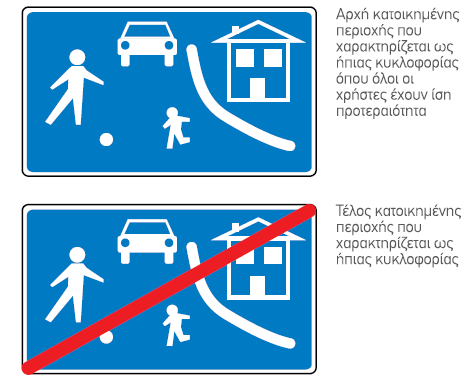 Αρχή κατοικημένης
περιοχής που
χαρακτηρίζεται ως
ήπιας κυκλοφορίας
όπου όλοι οι
χρήστες έχουν ίση
προτεραιότητα
Τέλος κατοικημένης
περιοχής που
χαρακτηρίζεται ως
ήπιας κυκλοφορίας